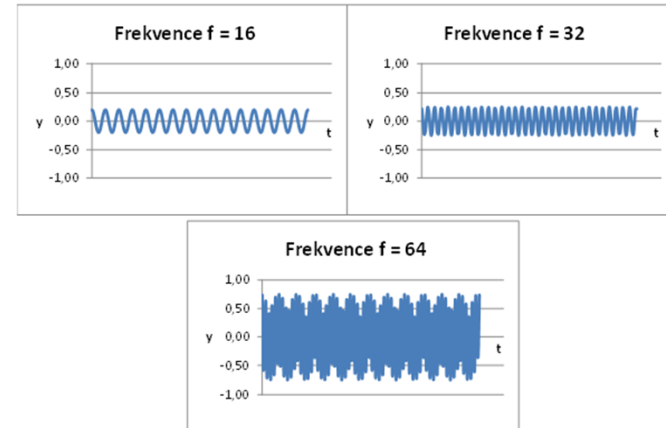 Frekvence f = 16
1,00
0,50
y 0,00
t
-0,50
-1,00
Frekvence f = 32
1,00
0,50
y 0,00
t
-0,50
-1,00
Frekvence f = 64
1,00
0,50
y 0,00
t
-0,50
-1,00